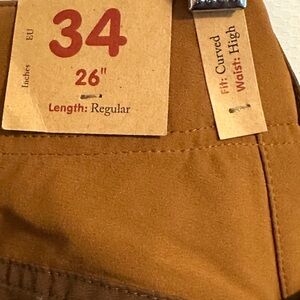 Inches
EU
34
26"
Length: Regular
Fit: Curved
Waist: High